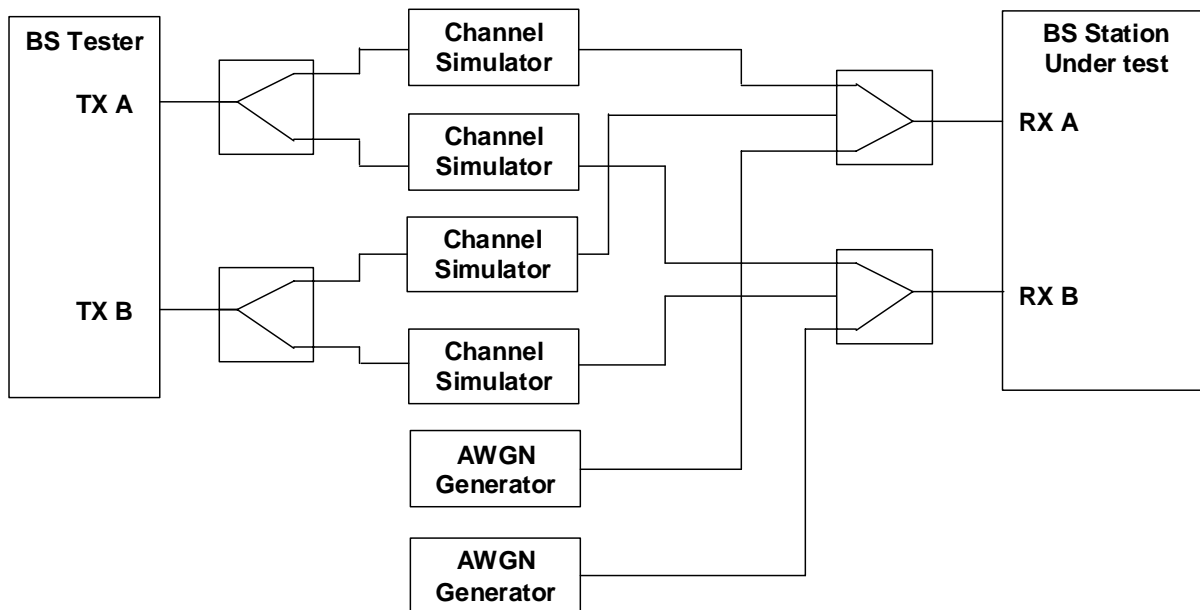 BS Tester
TX A
TX B
Channel
Simulator
Channel
Simulator
Channel
Simulator
Channel
Simulator
AWGN
Generator
AWGN
Generator
BS Station
Under test
RX A
RX B